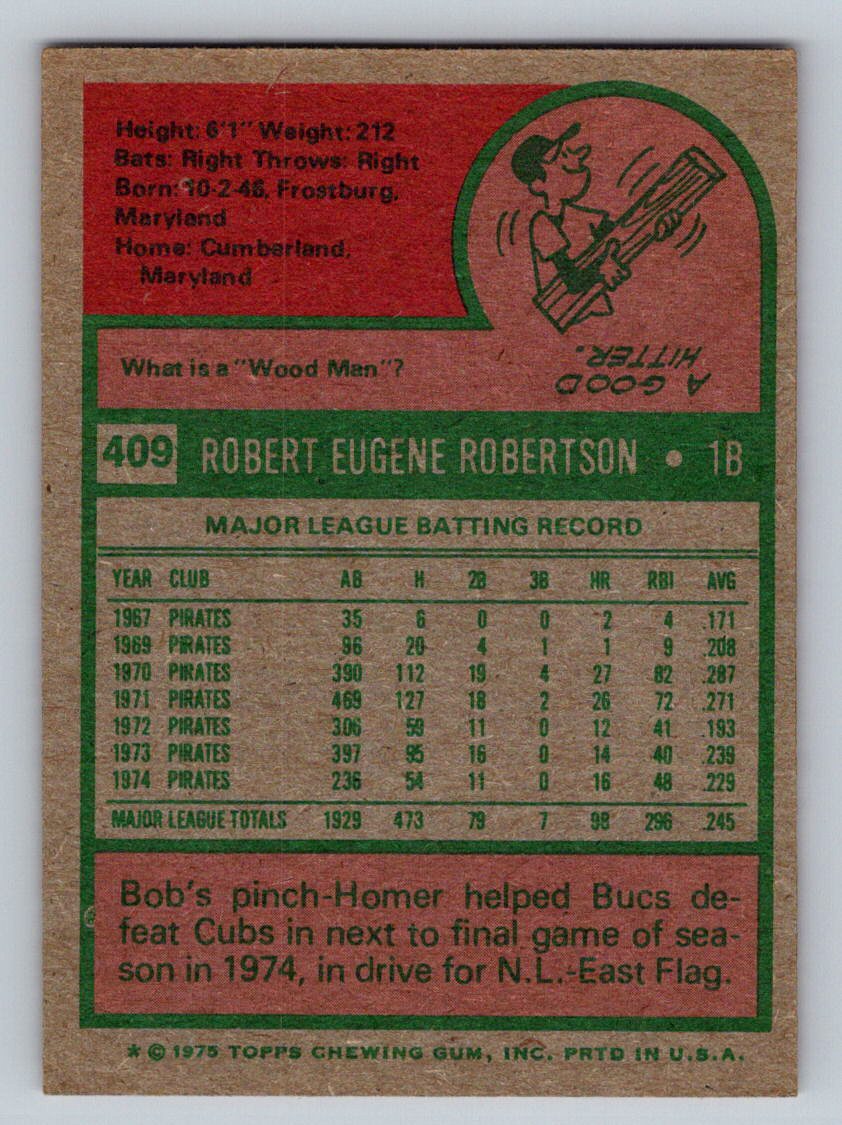 Height: 6'1" Weight: 212
Bats: Right Throws: Right
Born: 10-2-46, Frostburg,
Maryland
Home: Cumberland,
Maryland
What is a "Wood Man"?
A GOOD
HITTER.
409 ROBERT EUGENE ROBERTSON • 1B
MAJOR LEAGUE BATTING RECORD
YEAR CLUB AB H 2B 3B HR RBI AVG
1967 PIRATES 35 6 0 0 2 4 .171
1969 PIRATES 96 20 4 1 1 9 .208
1970 PIRATES 390 112 19 4 27 82 .287
1971 PIRATES 469 127 18 2 26 72 .271
1972 PIRATES 306 59 11 0 12 41 .193
1973 PIRATES 397 95 16 0 14 40 .239
1974 PIRATES 236 54 11 0 16 48 .229
MAJOR LEAGUE TOTALS 1929 473 79 7 98 296 .245
Bob's pinch-Homer helped Bucs de-
feat Cubs in next to final game of sea-
son in 1974, in drive for N.L.-East Flag.
* © 1975 TOPPS CHEWING GUM, INC. PRTD IN U.S.A.